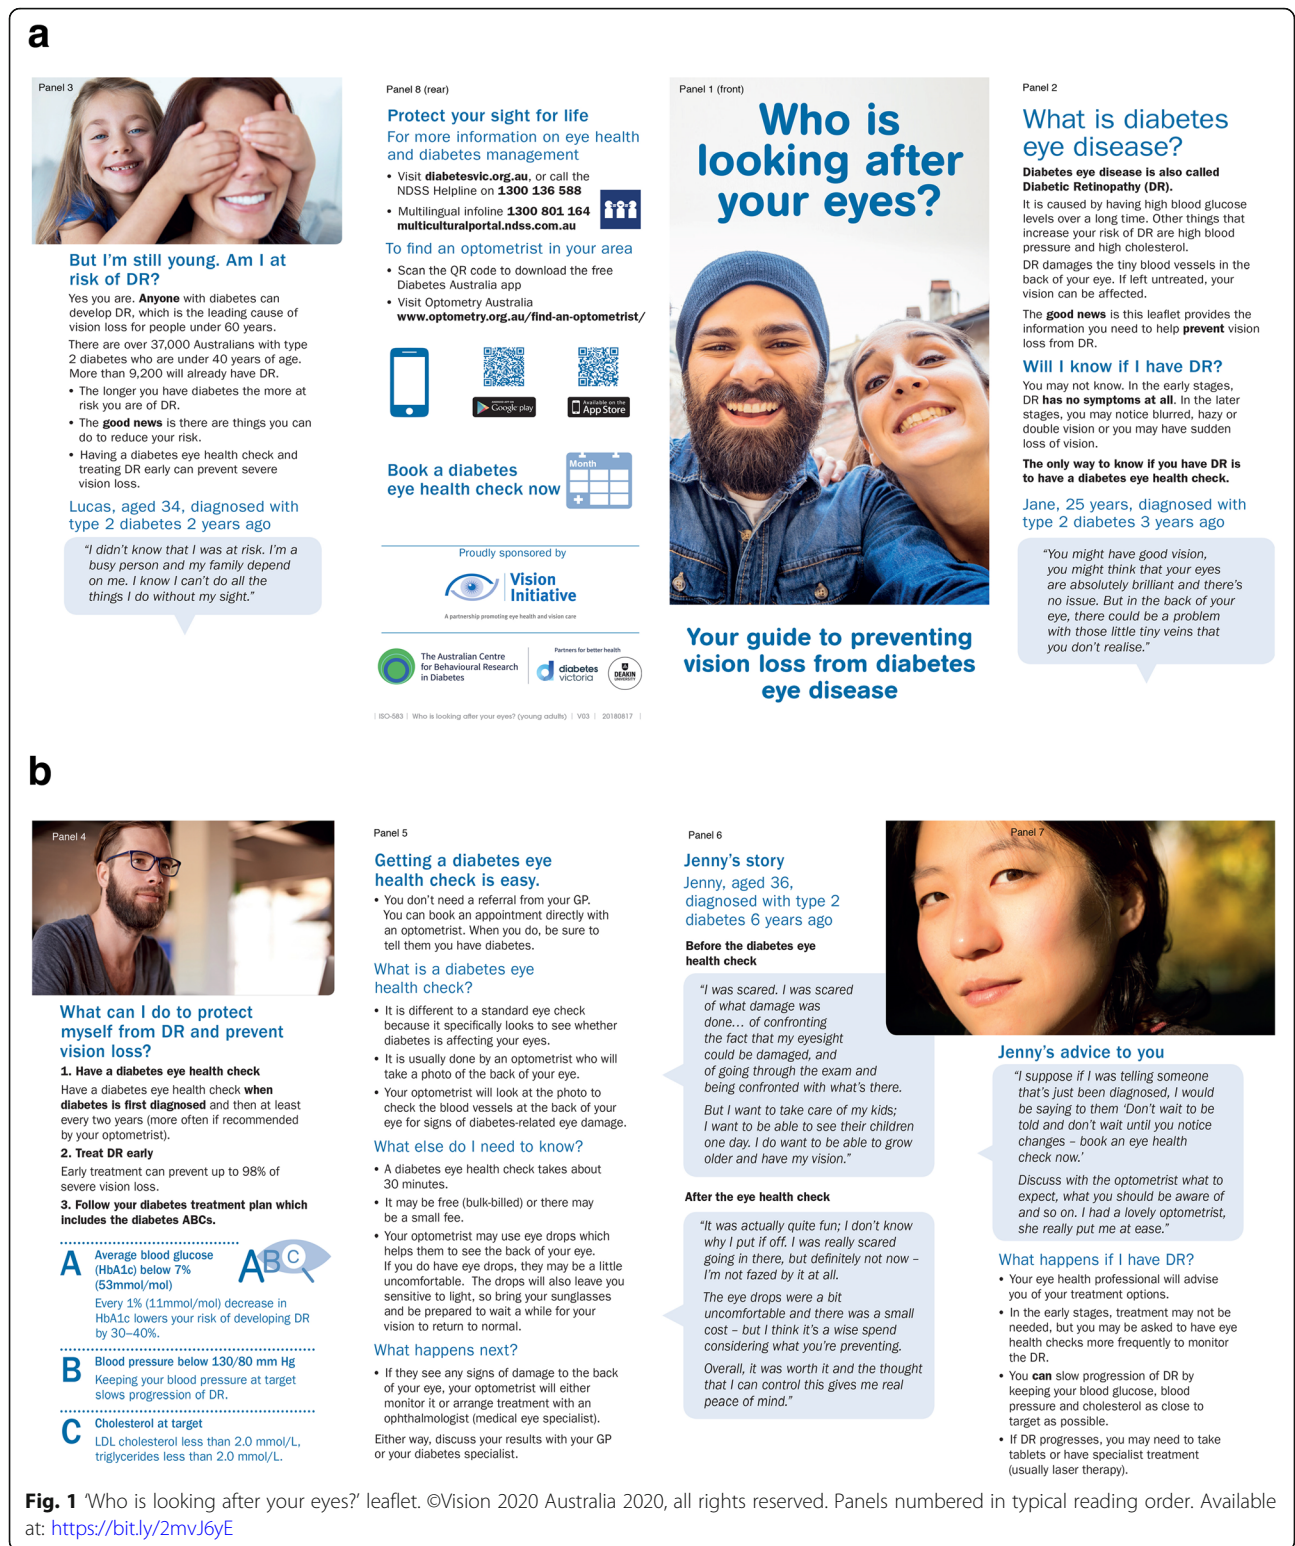 a
Panel 3
But I'm still young. Am I at
risk of DR?
Yes you are. Anyone with diabetes can
develop DR, which is the leading cause of
vision loss for people under 60 years.
There are over 37,000 Australians with type
2 diabetes who are under 40 years of age.
More than 9,200 will already have DR.
• The longer you have diabetes the more at
risk you are of DR.
• The good news is there are things you can
do to reduce your risk.
• Having a diabetes eye health check and
treating DR early can prevent severe
vision loss.
Lucas, aged 34, diagnosed with
type 2 diabetes 2 years ago
“I didn't know that I was at risk. I'm a
busy person and my family depend
on me. I know I can't do all the
things I do without my sight.”
Panel 8 (rear)
Protect your sight for life
For more information on eye health
and diabetes management
• Visit diabetesvic.org.au, or call the
NDSS Helpline on 1300 136 588
• Multilingual infoline 1300 801 164
multiculturalportal.ndss.com.au
To find an optometrist in your area
• Scan the QR code to download the free
Diabetes Australia app
• Visit Optometry Australia
www.optometry.org.au/find-an-optometrist/
Google play
Available on the
App Store
Book a diabetes
eye health check now
Month
Proudly sponsored by
Vision
Initiative
A partnership promoting eye health and vision care
The Australian Centre
for Behavioural Research
in Diabetes
Partners for better health
diabetes
victoria
DEAKIN
UNIVERSITY
| ISO-583 | Who is looking after your eyes? (young adults) | V03 | 20180817 |
Panel 1 (front)
Who is
looking after
your eyes?
Your guide to preventing
vision loss from diabetes
eye disease
Panel 2
What is diabetes
eye disease?
Diabetes eye disease is also called
Diabetic Retinopathy (DR).
It is caused by having high blood glucose
levels over a long time. Other things that
increase your risk of DR are high blood
pressure and high cholesterol.
DR damages the tiny blood vessels in the
back of your eye. If left untreated, your
vision can be affected.
The good news is this leaflet provides the
information you need to help prevent vision
loss from DR.
Will I know if I have DR?
You may not know. In the early stages,
DR has no symptoms at all. In the later
stages, you may notice blurred, hazy or
double vision or you may have sudden
loss of vision.
The only way to know if you have DR is
to have a diabetes eye health check.
Jane, 25 years, diagnosed with
type 2 diabetes 3 years ago
“You might have good vision,
you might think that your eyes
are absolutely brilliant and there's
no issue. But in the back of your
eye, there could be a problem
with those little tiny veins that
you don't realise.”
b
Panel 4
What can I do to protect
myself from DR and prevent
vision loss?
1. Have a diabetes eye health check
Have a diabetes eye health check when
diabetes is first diagnosed and then at least
every two years (more often if recommended
by your optometrist).
2. Treat DR early
Early treatment can prevent up to 98% of
severe vision loss.
3. Follow your diabetes treatment plan which
includes the diabetes ABCs.
A
Average blood glucose
(HbA1c) below 7%
(53mmol/mol)
ABC
Every 1% (11mmol/mol) decrease in
HbA1c lowers your risk of developing DR
by 30–40%.
B
Blood pressure below 130/80 mm Hg
Keeping your blood pressure at target
slows progression of DR.
C
Cholesterol at target
LDL cholesterol less than 2.0 mmol/L,
triglycerides less than 2.0 mmol/L.
Panel 5
Getting a diabetes eye
health check is easy.
• You don't need a referral from your GP.
You can book an appointment directly with
an optometrist. When you do, be sure to
tell them you have diabetes.
What is a diabetes eye
health check?
• It is different to a standard eye check
because it specifically looks to see whether
diabetes is affecting your eyes.
• It is usually done by an optometrist who will
take a photo of the back of your eye.
• Your optometrist will look at the photo to
check the blood vessels at the back of your
eye for signs of diabetes-related eye damage.
What else do I need to know?
• A diabetes eye health check takes about
30 minutes.
• It may be free (bulk-billed) or there may
be a small fee.
• Your optometrist may use eye drops which
helps them to see the back of your eye.
If you do have eye drops, they may be a little
uncomfortable. The drops will also leave you
sensitive to light, so bring your sunglasses
and be prepared to wait a while for your
vision to return to normal.
What happens next?
• If they see any signs of damage to the back
of your eye, your optometrist will either
monitor it or arrange treatment with an
ophthalmologist (medical eye specialist).
Either way, discuss your results with your GP
or your diabetes specialist.
Panel 6
Jenny's story
Jenny, aged 36,
diagnosed with type 2
diabetes 6 years ago
Before the diabetes eye
health check
“I was scared. I was scared
of what damage was
done... of confronting
the fact that my eyesight
could be damaged, and
of going through the exam and
being confronted with what's there.
But I want to take care of my kids;
I want to be able to see their children
one day. I do want to be able to grow
older and have my vision.”
After the eye health check
“It was actually quite fun; I don't know
why I put if off. I was really scared
going in there, but definitely not now –
I'm not fazed by it at all.
The eye drops were a bit
uncomfortable and there was a small
cost – but I think it's a wise spend
considering what you're preventing.
Overall, it was worth it and the thought
that I can control this gives me real
peace of mind.”
Panel 7
Jenny's advice to you
“I suppose if I was telling someone
that's just been diagnosed, I would
be saying to them ‘Don't wait to be
told and don't wait until you notice
changes – book an eye health
check now.’
Discuss with the optometrist what to
expect, what you should be aware of
and so on. I had a lovely optometrist,
she really put me at ease.”
What happens if I have DR?
• Your eye health professional will advise
you of your treatment options.
• In the early stages, treatment may not be
needed, but you may be asked to have eye
health checks more frequently to monitor
the DR.
• You can slow progression of DR by
keeping your blood glucose, blood
pressure and cholesterol as close to
target as possible.
• If DR progresses, you may need to take
tablets or have specialist treatment
(usually laser therapy).
Fig. 1 ‘Who is looking after your eyes?’ leaflet. ©Vision 2020 Australia 2020, all rights reserved. Panels numbered in typical reading order. Available
at: https://bit.ly/2mvJ6yE